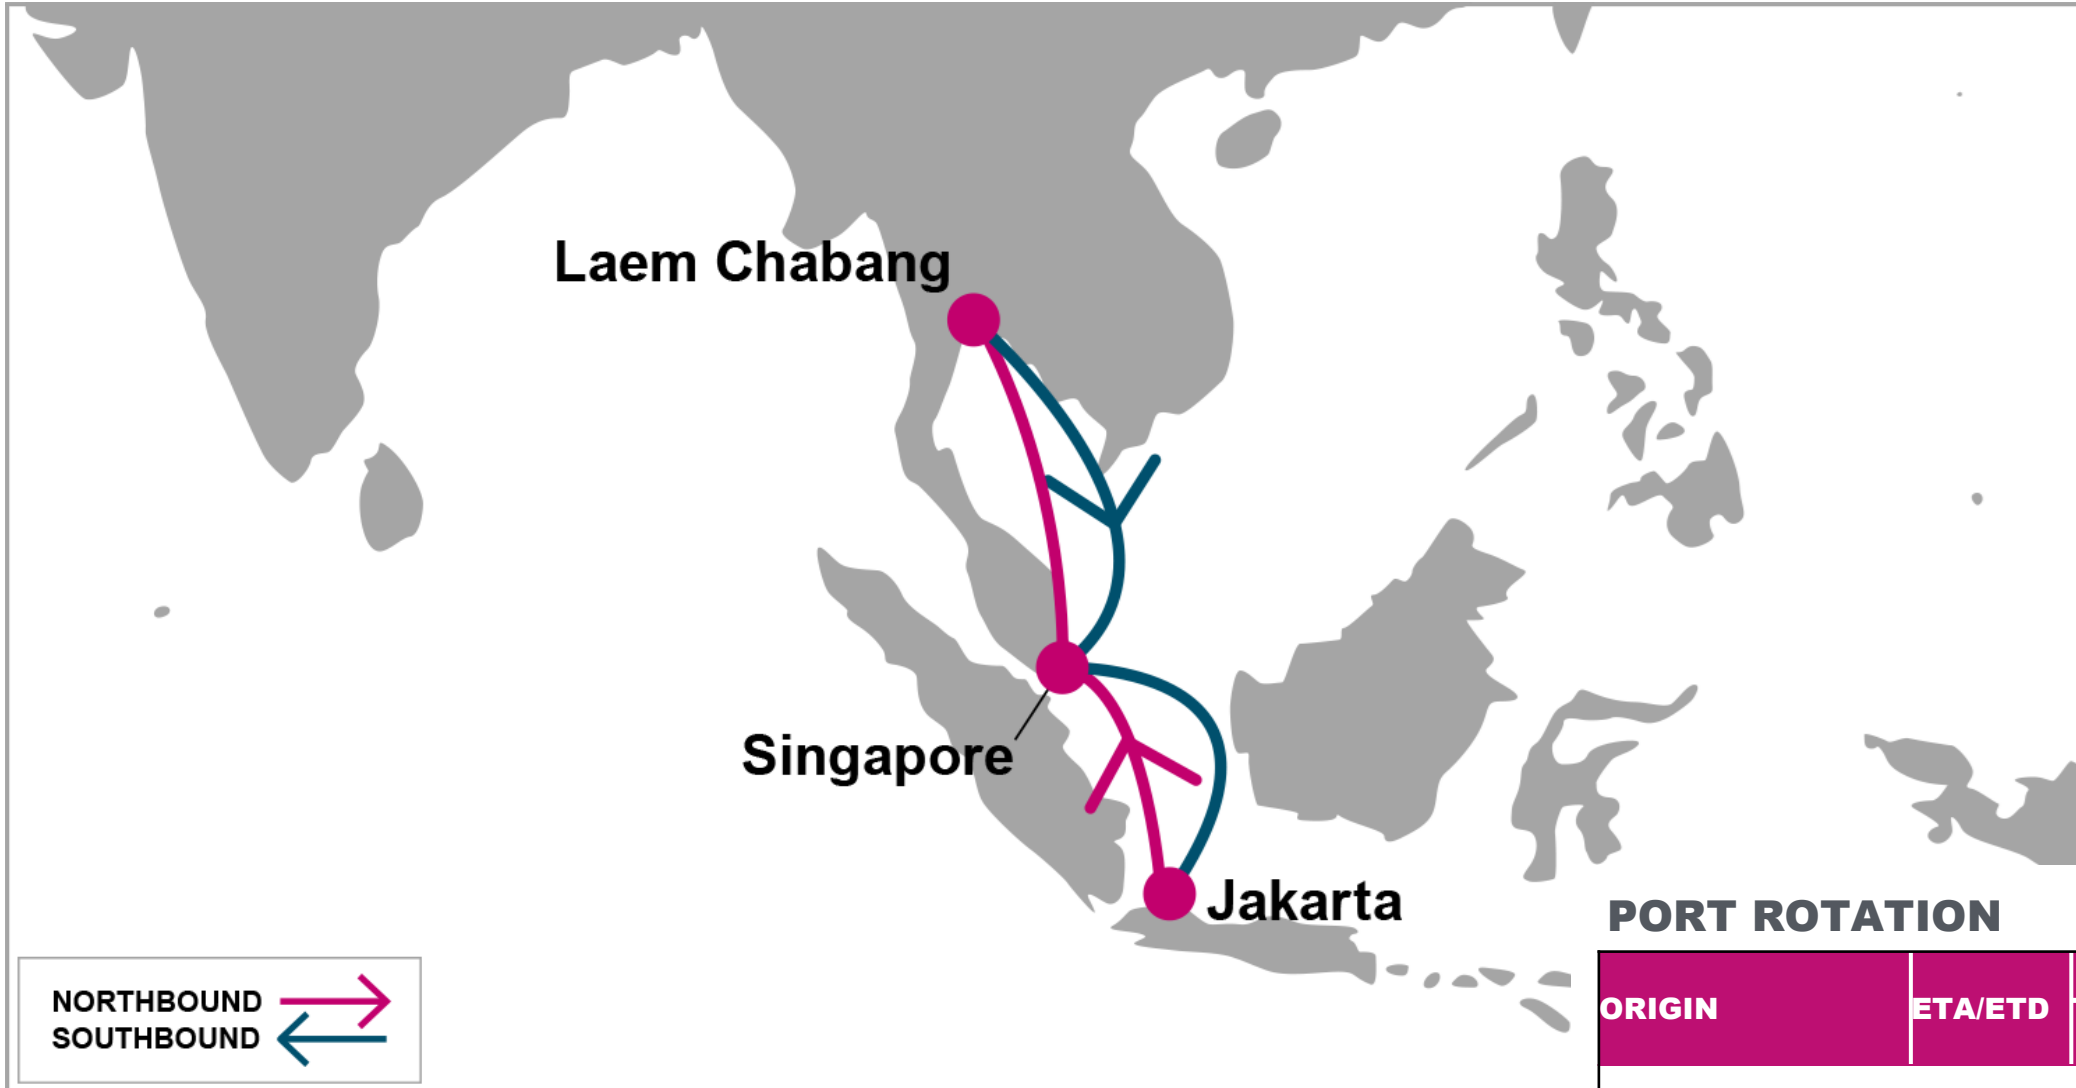 Laem Chabang
Singapore
Jakarta
NORTHBOUND
SOUTHBOUND
PORT ROTATION
ORIGIN ETA/ETD